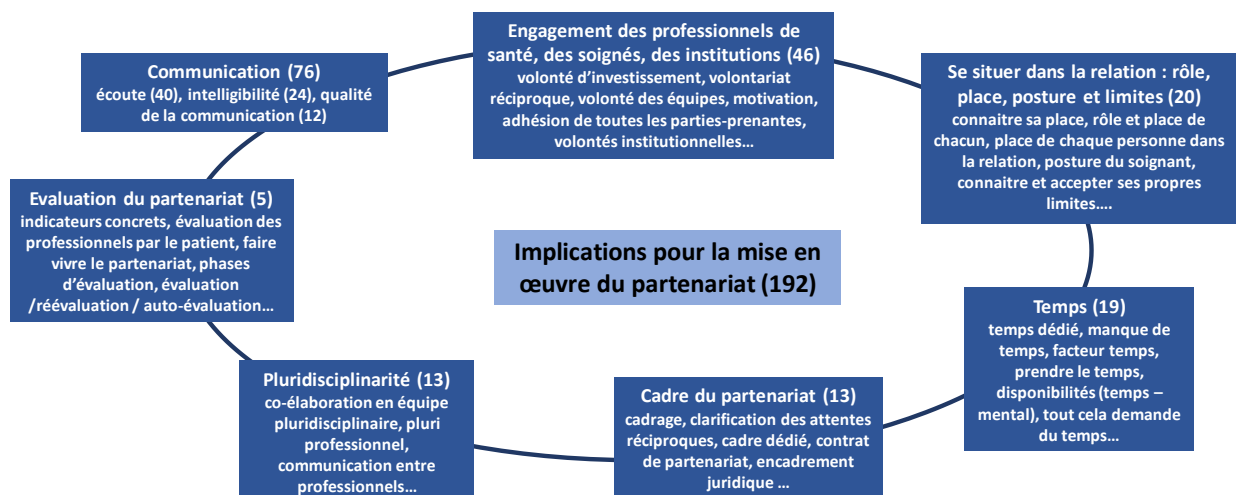 Engagement des professionnels de
santé, des soignés, des institutions (46)
volonté d’investissement, volontariat
réciproque, volonté des équipes, motivation,
adhésion de toutes les parties-prenantes,
volontés institutionnelles…
Communication (76)
écoute (40), intelligibilité (24), qualité
de la communication (12)
Se situer dans la relation : rôle,
place, posture et limites (20)
connaitre sa place, rôle et place de
chacun, place de chaque personne dans
la relation, posture du soignant,
connaitre et accepter ses propres
limites….
Evaluation du partenariat (5)
indicateurs concrets, évaluation des
professionnels par le patient, faire
vivre le partenariat, phases
d’évaluation, évaluation
/réévaluation / auto-évaluation…
Implications pour la mise en
œuvre du partenariat (192)
Temps (19)
temps dédié, manque de
temps, facteur temps,
prendre le temps,
disponibilités (temps –
mental), tout cela demande
du temps…
Pluridisciplinarité (13)
co-élaboration en équipe
pluridisciplinaire, pluri
professionnel,
communication entre
professionnels…
Cadre du partenariat (13)
cadrage, clarification des attentes
réciproques, cadre dédié, contrat
de partenariat, encadrement
juridique …